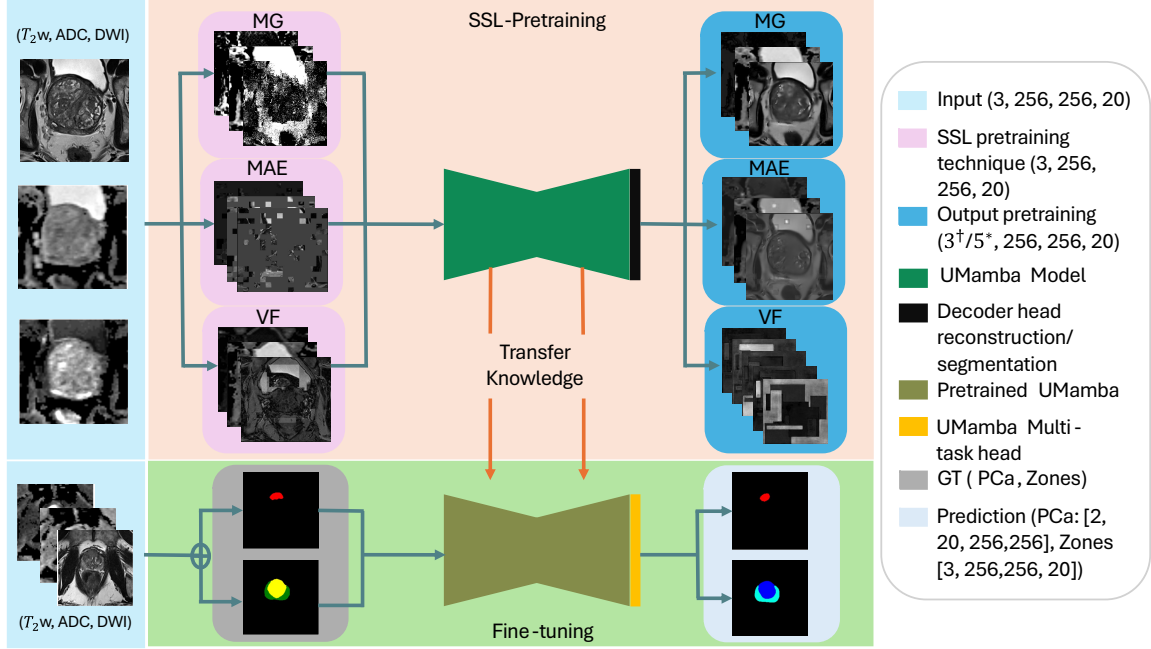 SSL-Pretraining
(T₂w, ADC, DWI)
MG
MAE
VF
Transfer
Knowledge
MG
MAE
VF
(T₂w, ADC, DWI)
Fine-tuning
Input (3, 256, 256, 20)
SSL pretraining
technique (3, 256,
256, 20)
Output pretraining
(3†/5*, 256, 256, 20)
UMamba Model
Decoder head
reconstruction/
segmentation
Pretrained UMamba
UMamba Multi-
task head
GT ( PCa, Zones)
Prediction (PCa: [2,
20, 256,256], Zones
[3, 256,256, 20])